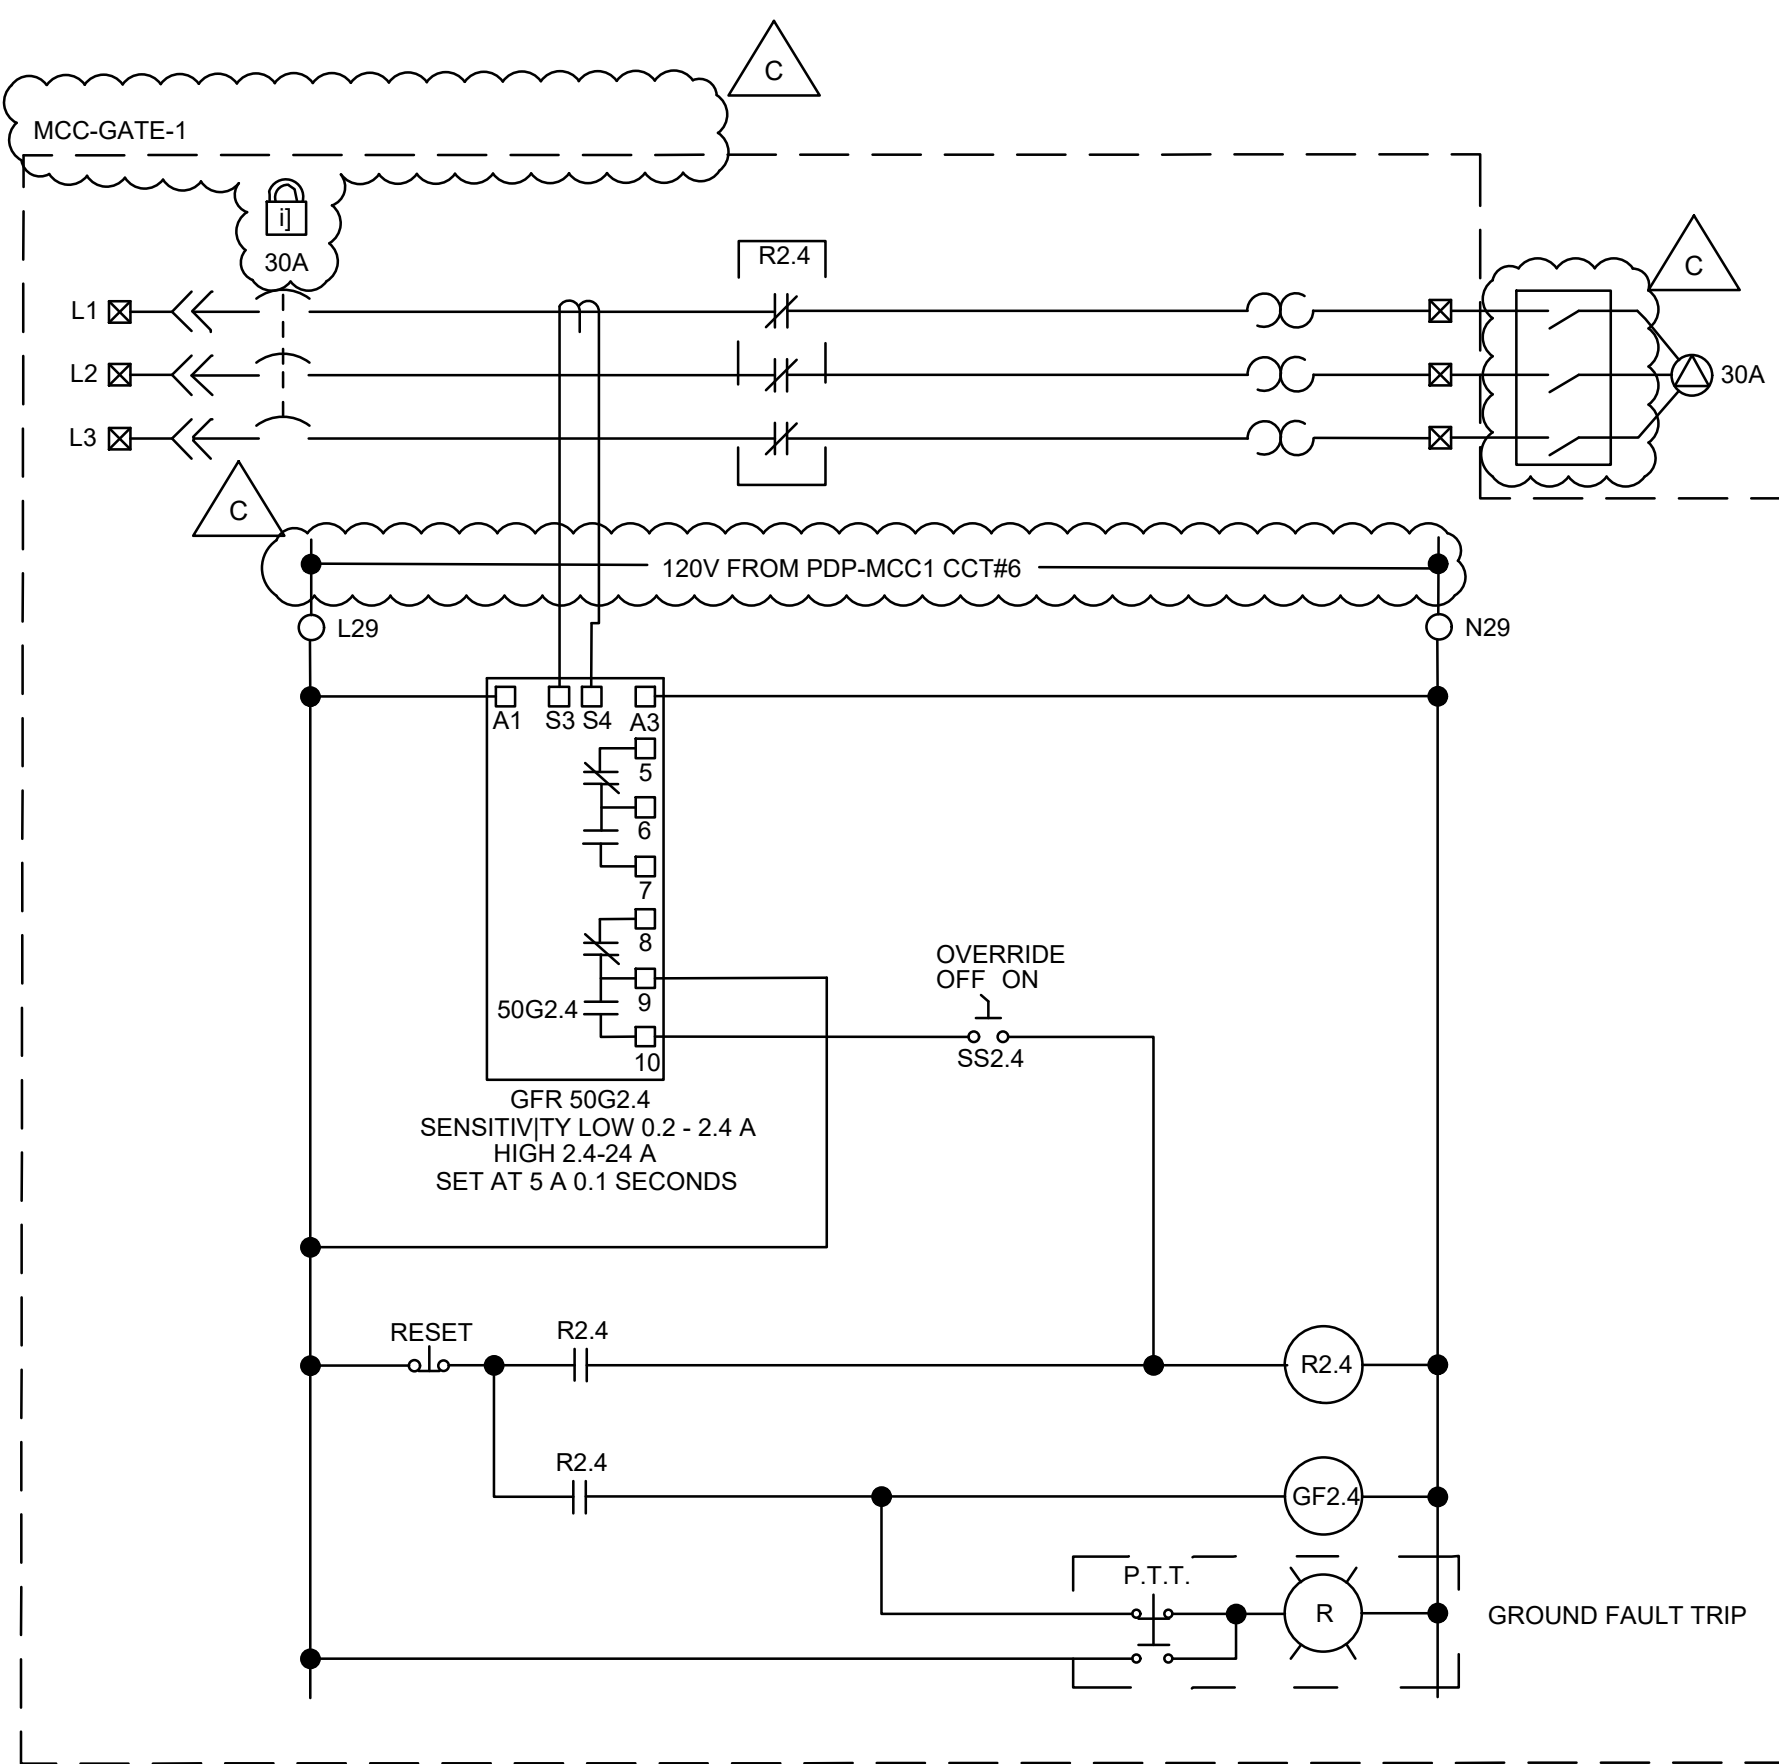 C
MCC-GATE-1
i]
30A
R2.4
C
L1
L2
30A
L3
C
120V FROM PDP-MCC1 CCT#6
L29
N29
A1
S3 S4
A3
5
6
7
8
OVERRIDE
OFF ON
50G2.4
9
SS2.4
10
GFR 50G2.4
SENSITIV|TY LOW 0.2 - 2.4 A
HIGH 2.4-24 A
SET AT 5 A 0.1 SECONDS
RESET
R2.4
R2.4
R2.4
GF2.4
P.T.T.
R
GROUND FAULT TRIP